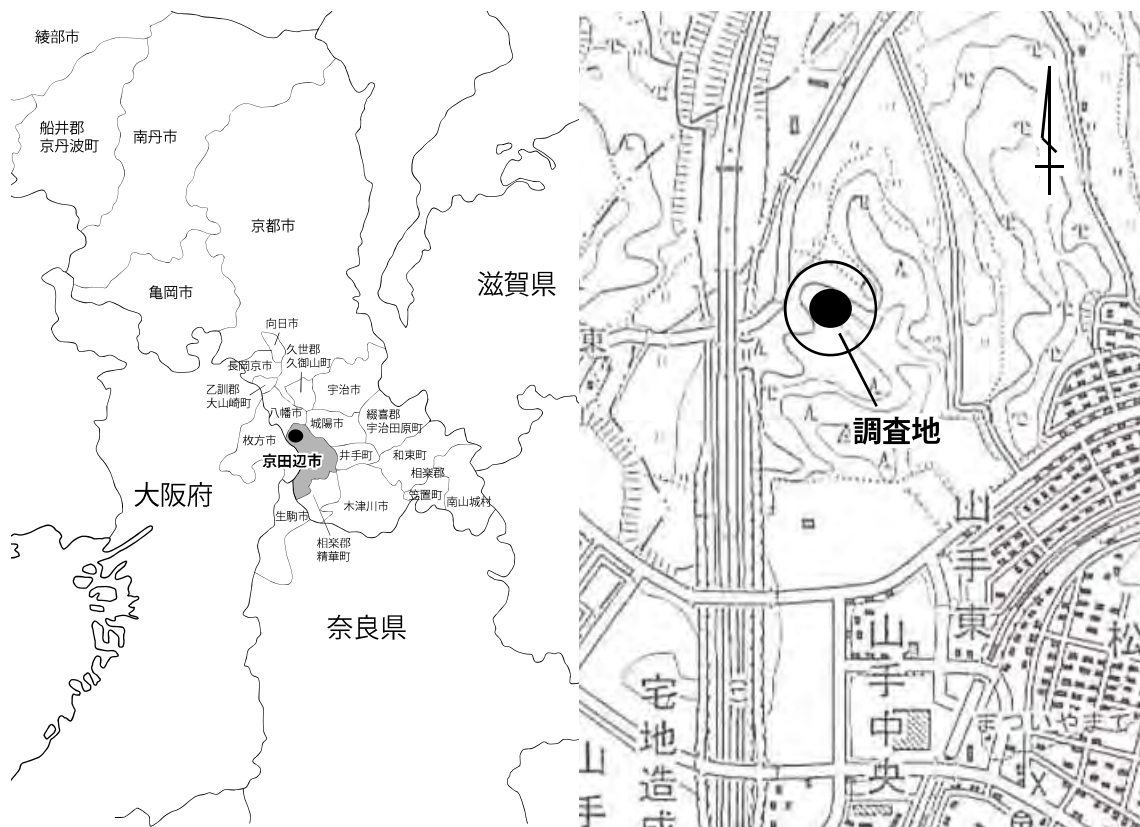 綾部市
船井郡
京丹波町
南丹市
京都市
亀岡市
滋賀県
向日市
久世郡
久御山町
長岡京市
乙訓郡
大山崎町
宇治市
八幡市
城陽市
綴喜郡
宇治田原町
枚方市
京田辺市
井手町
和束町
相楽郡
笠置町
南山城村
大阪府
生駒市
木津川市
相楽郡
精華町
奈良県
東
調査地
山手東
山手中央
宅地造成
山手
松
まついやまて